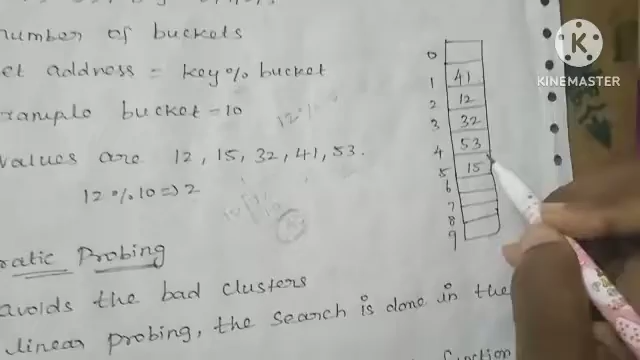 number of buckets
et address = key % bucket
ample bucket = 10
values are 12, 15, 32, 41, 53.
12 % 10 => 2
ratic Probing
avoids the bad clusters
linear probing, the search is done in the
function
0
1 41
2 12
3 32
4 53
5 15
6
7
8
9
K
KINEMASTER